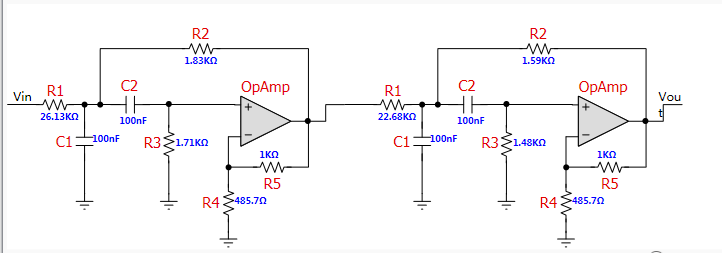 R2
1.83KΩ
R2
1.59KΩ
Vin
R1
26.13KΩ
C2
100nF
OpAmp
R1
22.68KΩ
C2
100nF
OpAmp
Vou
t
C1
100nF
R3
1.71KΩ
C1
100nF
R3
1.48KΩ
1KΩ
R5
1KΩ
R5
R4
485.7Ω
R4
485.7Ω